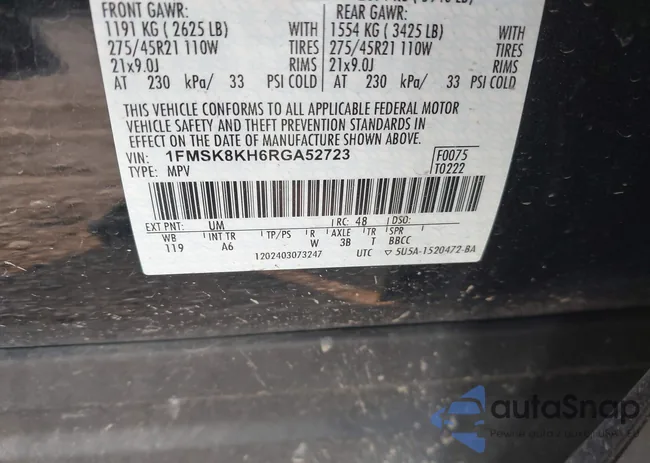 FRONT GAWR: REAR GAWR:
1191 KG ( 2625 LB) WITH 1554 KG ( 3425 LB) WITH
275/45R21 110W TIRES 275/45R21 110W TIRES
21x9.0J RIMS 21x9.0J RIMS
AT 230 kPa/ 33 PSI COLD AT 230 kPa/ 33 PSI COLD
THIS VEHICLE CONFORMS TO ALL APPLICABLE FEDERAL MOTOR
VEHICLE SAFETY AND THEFT PREVENTION STANDARDS IN
EFFECT ON THE DATE OF MANUFACTURE SHOWN ABOVE.
VIN: 1FMSK8KH6RGA52723 F0075
TYPE: MPV T0222
EXT PNT: UM RC: 48 DSO:
WB INT TR TP/PS R AXLE TR SPR
119 A6 W 3B T BBCC
1202403073247 UTC ▽ 5U5A-1520472-BA
autoSnap